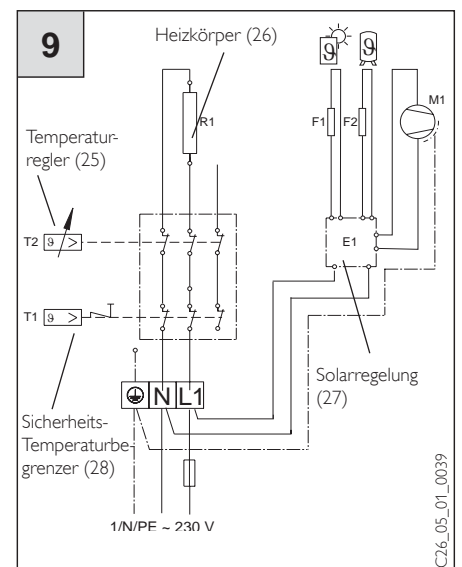 9
Heizkörper (26)
ϑ
ϑ
M1
R1
F1
F2
Temperatur-
regler (25)
T2
ϑ >
E1
T1
ϑ >
Solarregelung
(27)
N
L1
Sicherheits-
Temperaturbe-
grenzer (28)
1/N/PE ~ 230 V
C26_05_01_0039